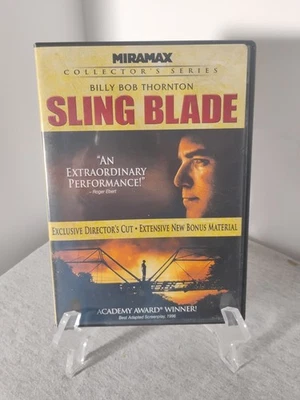 MIRAMAX
COLLECTOR'S SERIES
BILLY BOB THORNTON
SLING BLADE
"AN
EXTRAORDINARY
PERFORMANCE!"
-Roger Ebert
EXCLUSIVE DIRECTOR'S CUT • EXTENSIVE NEW BONUS MATERIAL
ACADEMY AWARD® WINNER!
Best Adapted Screenplay, 1996